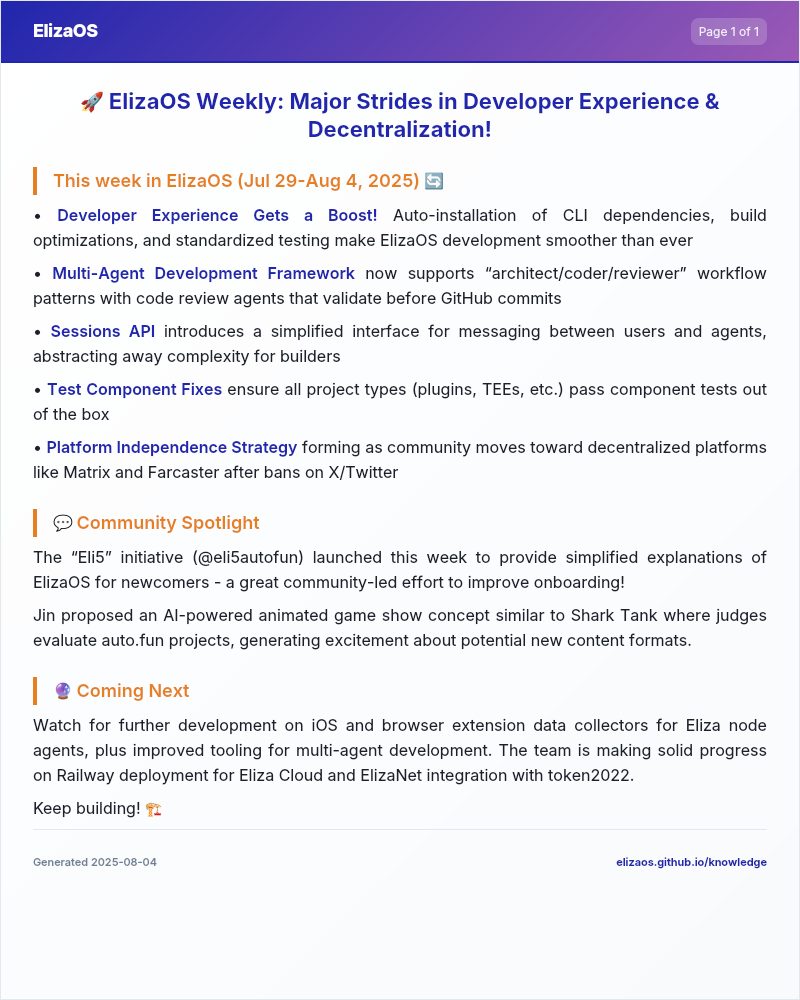 ElizaOS
Page 1 of 1
🚀 ElizaOS Weekly: Major Strides in Developer Experience &
Decentralization!
This week in ElizaOS (Jul 29-Aug 4, 2025) 🔄
• Developer Experience Gets a Boost! Auto-installation of CLI dependencies, build
optimizations, and standardized testing make ElizaOS development smoother than ever
• Multi-Agent Development Framework now supports “architect/coder/reviewer” workflow
patterns with code review agents that validate before GitHub commits
• Sessions API introduces a simplified interface for messaging between users and agents,
abstracting away complexity for builders
• Test Component Fixes ensure all project types (plugins, TEEs, etc.) pass component tests out
of the box
• Platform Independence Strategy forming as community moves toward decentralized platforms
like Matrix and Farcaster after bans on X/Twitter
💬 Community Spotlight
The “Eli5” initiative (@eli5autofun) launched this week to provide simplified explanations of
ElizaOS for newcomers - a great community-led effort to improve onboarding!
Jin proposed an AI-powered animated game show concept similar to Shark Tank where judges
evaluate auto.fun projects, generating excitement about potential new content formats.
🔮 Coming Next
Watch for further development on iOS and browser extension data collectors for Eliza node
agents, plus improved tooling for multi-agent development. The team is making solid progress
on Railway deployment for Eliza Cloud and ElizaNet integration with token2022.
Keep building! 🏗️
Generated 2025-08-04
elizaos.github.io/knowledge